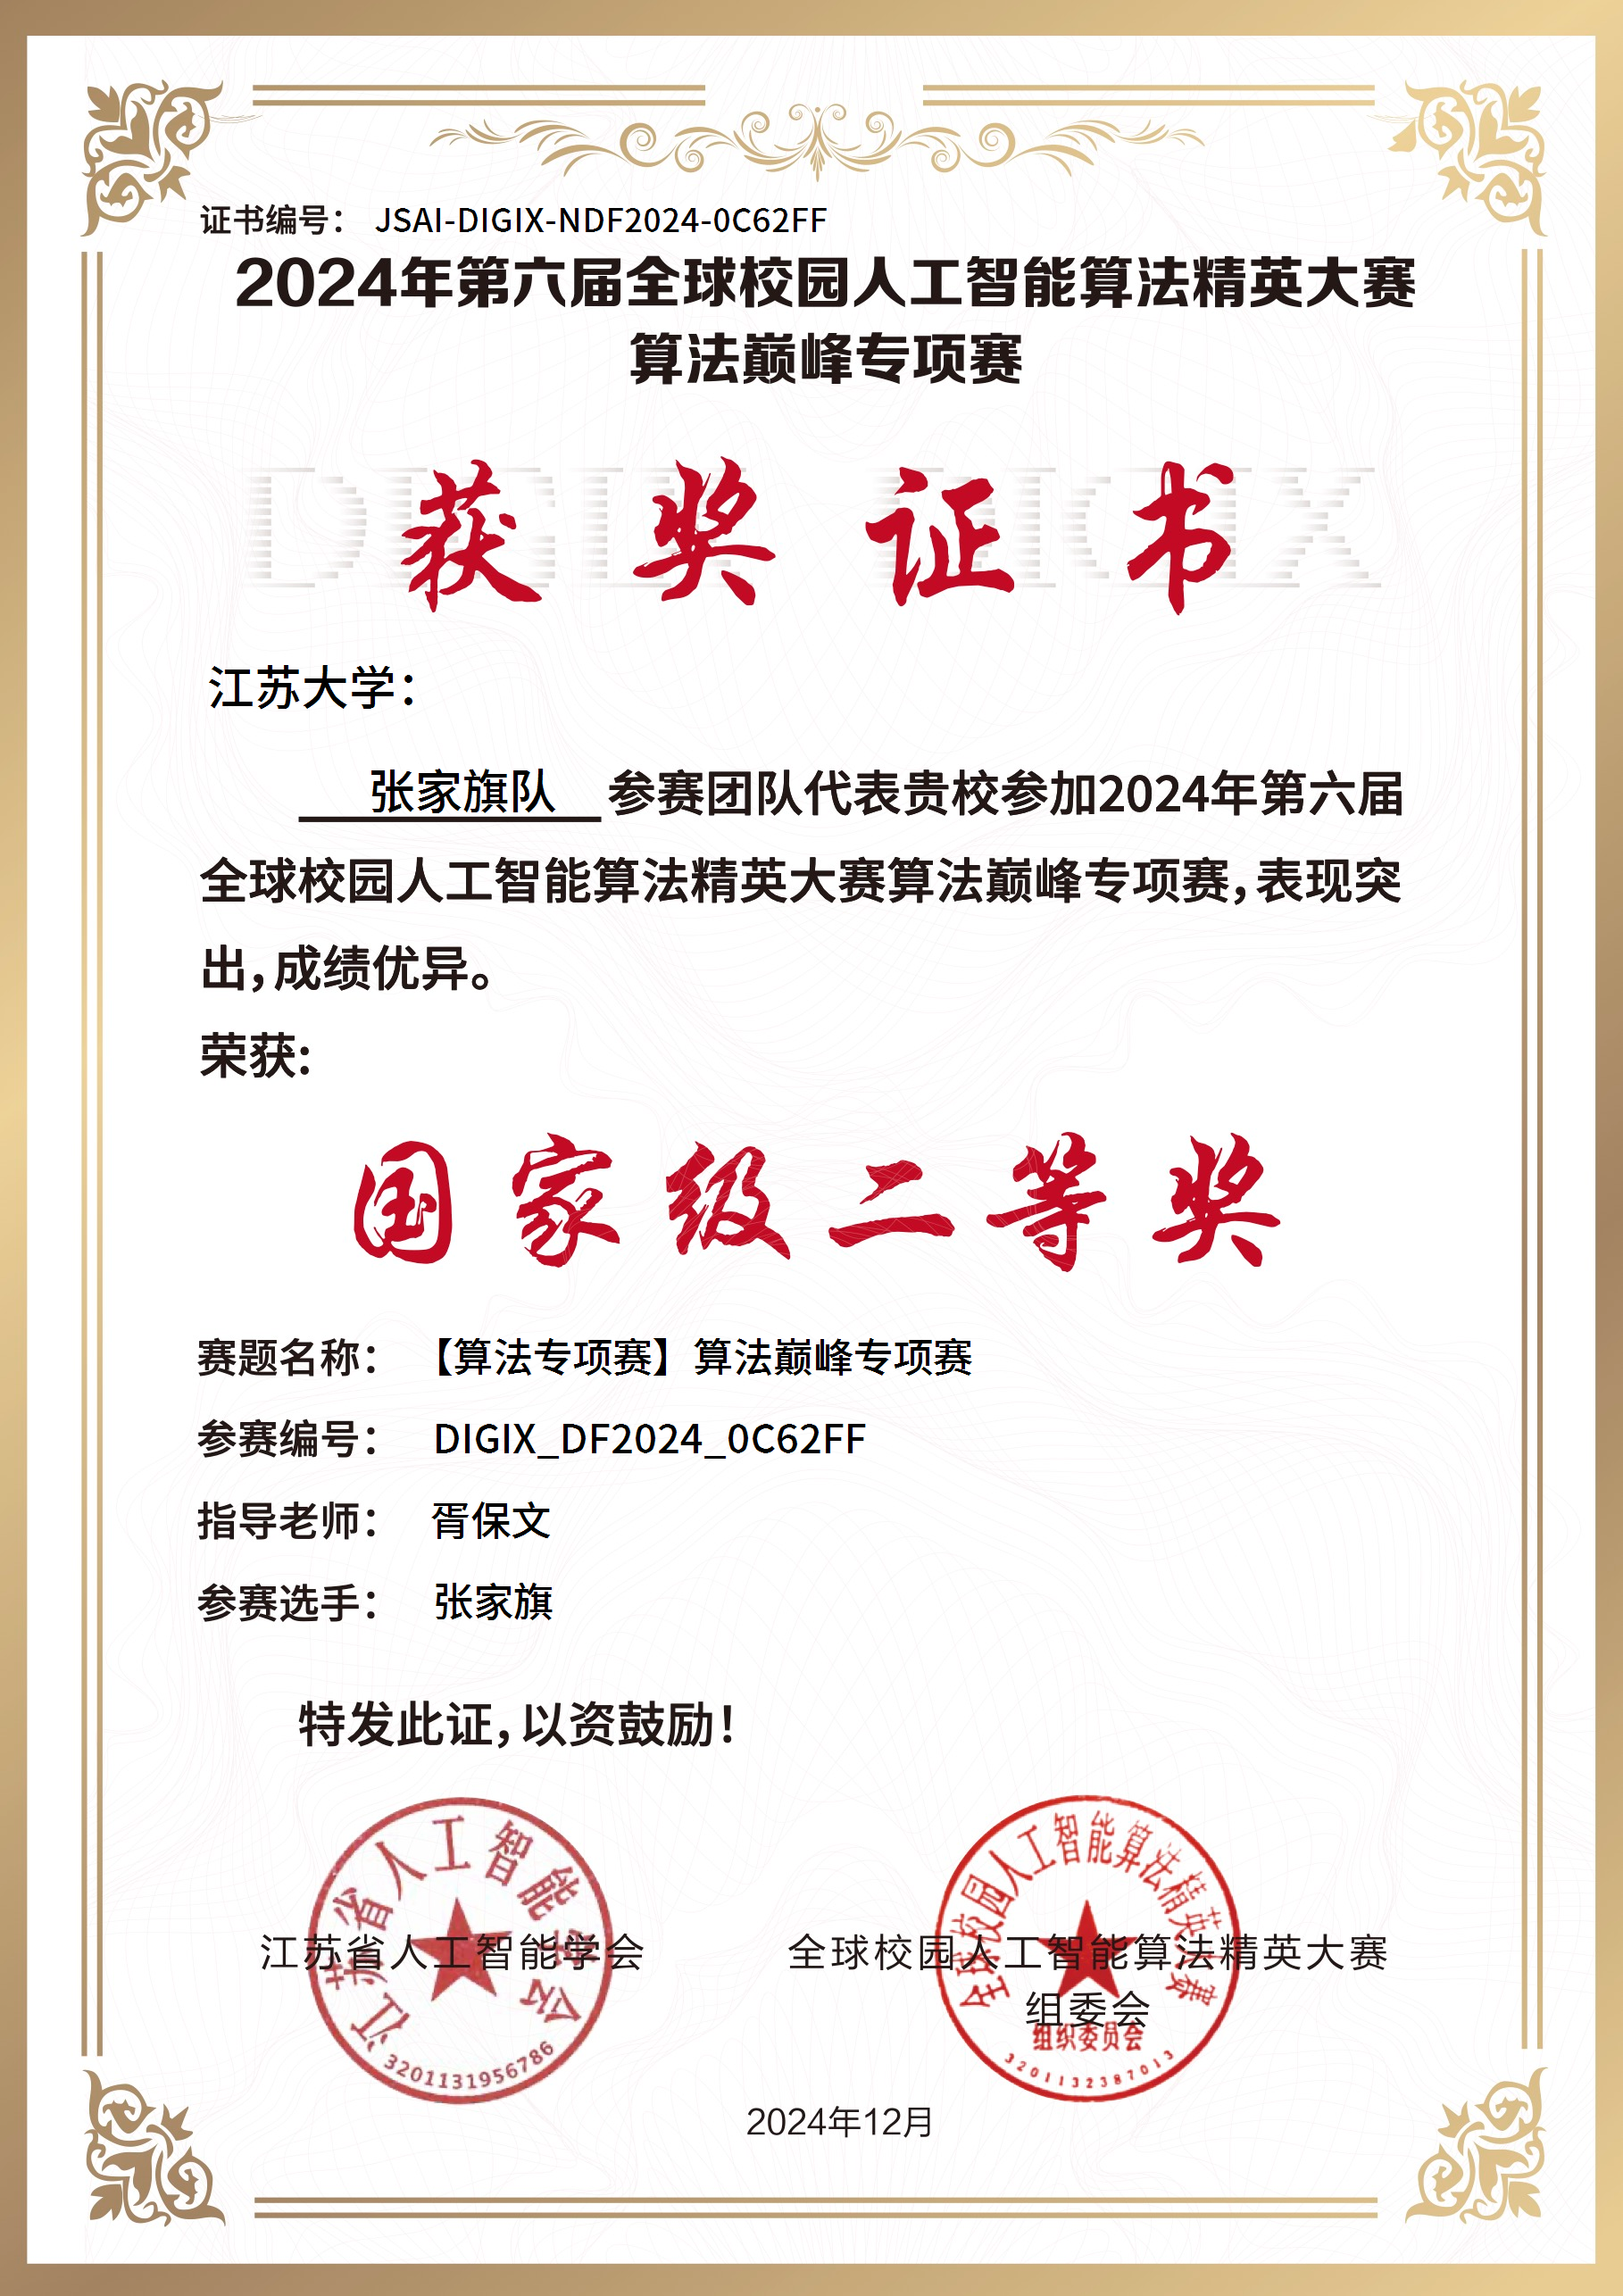 证书编号： JSAI-DIGIX-NDF2024-0C62FF
2024年第六届全球校园人工智能算法精英大赛
算法巅峰专项赛
DIGIX DIGIX
获奖证书
江苏大学：
张家旗队 参赛团队代表贵校参加2024年第六届
全球校园人工智能算法精英大赛算法巅峰专项赛，表现突
出，成绩优异。
荣获：
国家级二等奖
赛题名称： 【算法专项赛】算法巅峰专项赛
参赛编号： DIGIX_DF2024_0C62FF
指导老师： 胥保文
参赛选手： 张家旗
特发此证，以资鼓励！
江苏省人工智能学会
3201131956786
江苏省人工智能学会
全球校园人工智能算法精英大赛
组织委员会
3201132387013
全球校园人工智能算法精英大赛
组委会
2024年12月